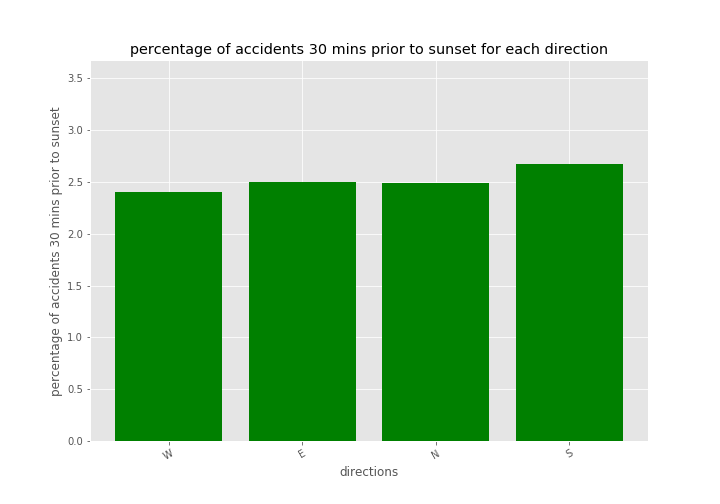 percentage of accidents 30 mins prior to sunset for each direction
percentage of accidents 30 mins prior to sunset
3.5
3.0
2.5
2.0
1.5
1.0
0.5
0.0
W
E
N
S
directions